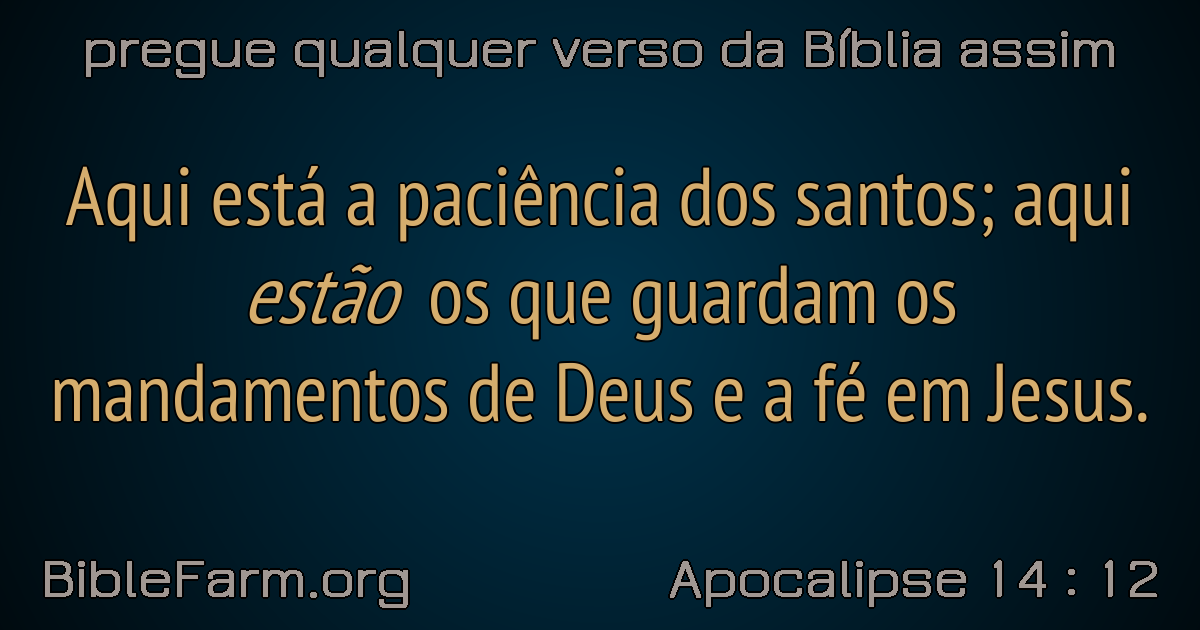 pregue qualquer verso da Bíblia assim
Aqui está a paciência dos santos; aqui
estão os que guardam os
mandamentos de Deus e a fé em Jesus.
BibleFarm.org
Apocalipse 14 : 12